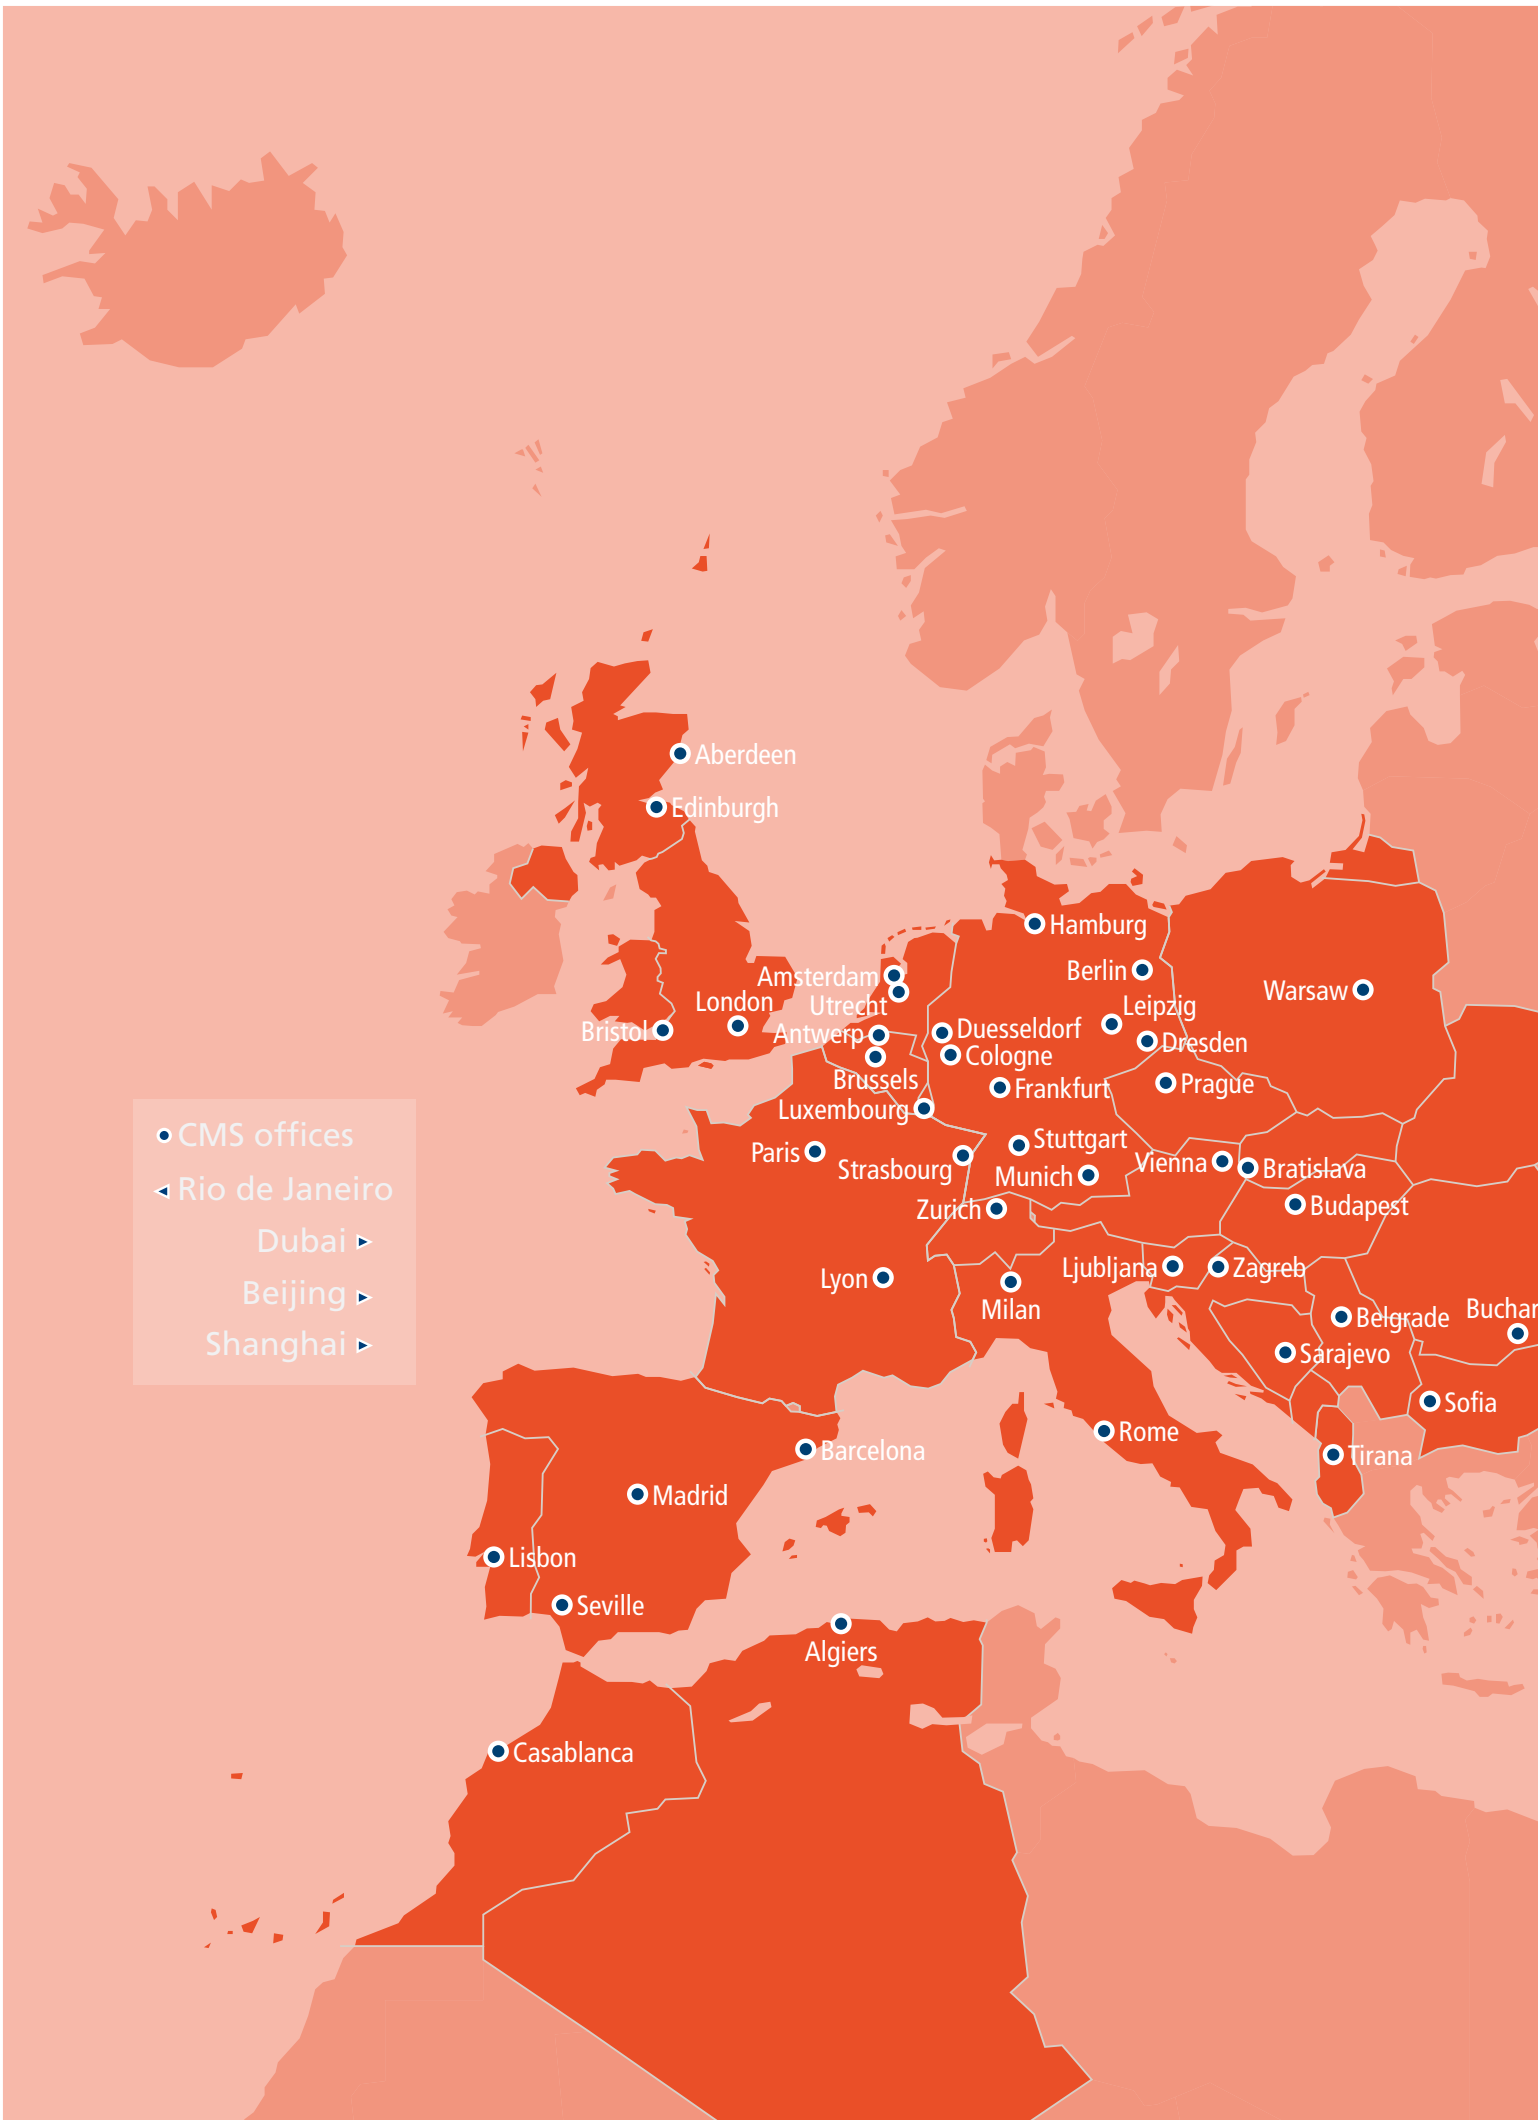 Aberdeen
Edinburgh
Hamburg
Amsterdam
Berlin
Utrecht
Warsaw
London
Leipzig
Bristol
Antwerp
Duesseldorf
Dresden
Cologne
Brussels
Frankfurt
Prague
Luxembourg
CMS offices
Paris
Stuttgart
Strasbourg
Vienna
Bratislava
Munich
Rio de Janeiro
Zurich
Budapest
Dubai
Lyon
Ljubljana
Zagreb
Beijing
Milan
Belgrade
Buchar
Shanghai
Sarajevo
Sofia
Rome
Barcelona
Tirana
Madrid
Lisbon
Seville
Algiers
Casablanca